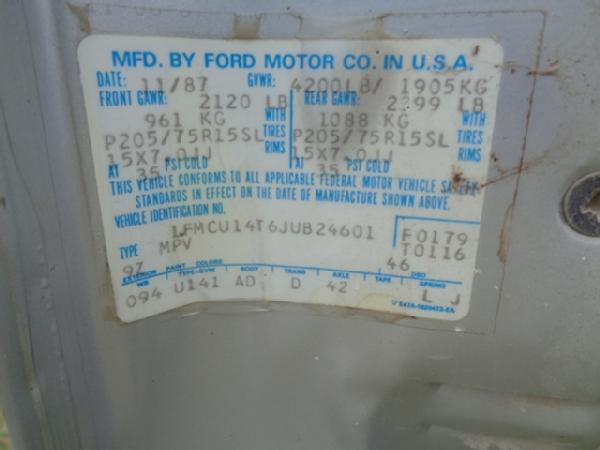 MFD. BY FORD MOTOR CO. IN U.S.A.
DATE: 11/87 GVWR: 4200LB/ 1905KG
FRONT GAWR: 2120 LB REAR GAWR: 2399 LB
961 KG WITH 1088 KG WITH
P205/75R15SL TIRES P205/75R15SL TIRES
15X7.0JJ RIMS 15X7.0JJ RIMS
AT 35 PSI COLD AT 35 PSI COLD
THIS VEHICLE CONFORMS TO ALL APPLICABLE FEDERAL MOTOR VEHICLE SAFETY
STANDARDS IN EFFECT ON THE DATE OF MANUFACTURE SHOWN ABOVE.
VEHICLE IDENTIFICATION NO.
1FMCU14T6JUB24601 F0179
TYPE MPV T0116
97 46
EXTERIOR PAINT COLORS DSO
WB TYPE-GVW BODY TRANS AXLE TAPE SPRING
094 U141 AD D 42 L J